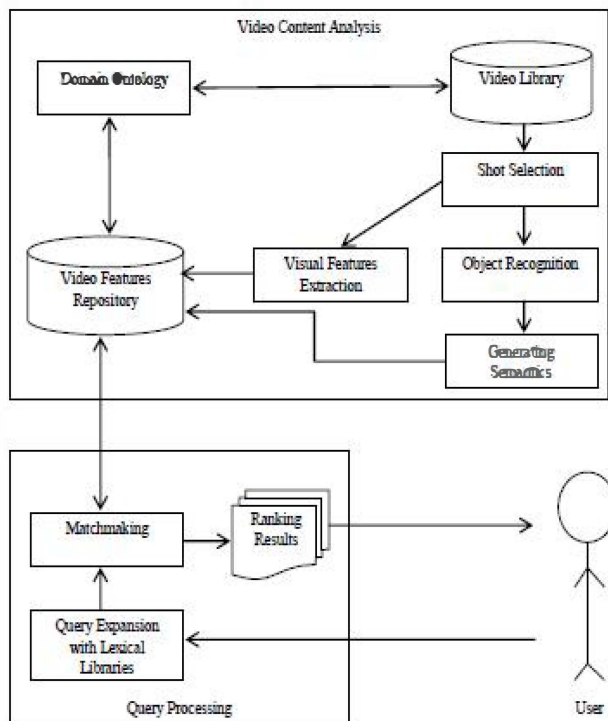 Video Content Analysis
Domain Ontology
Video Library
Shot Selection
Visual Features
Extraction
Object Recognition
Video Features
Repository
Generating
Semantics
Matchmaking
Ranking
Results
Query Expansion
with Lexical
Libraries
Query Processing
User